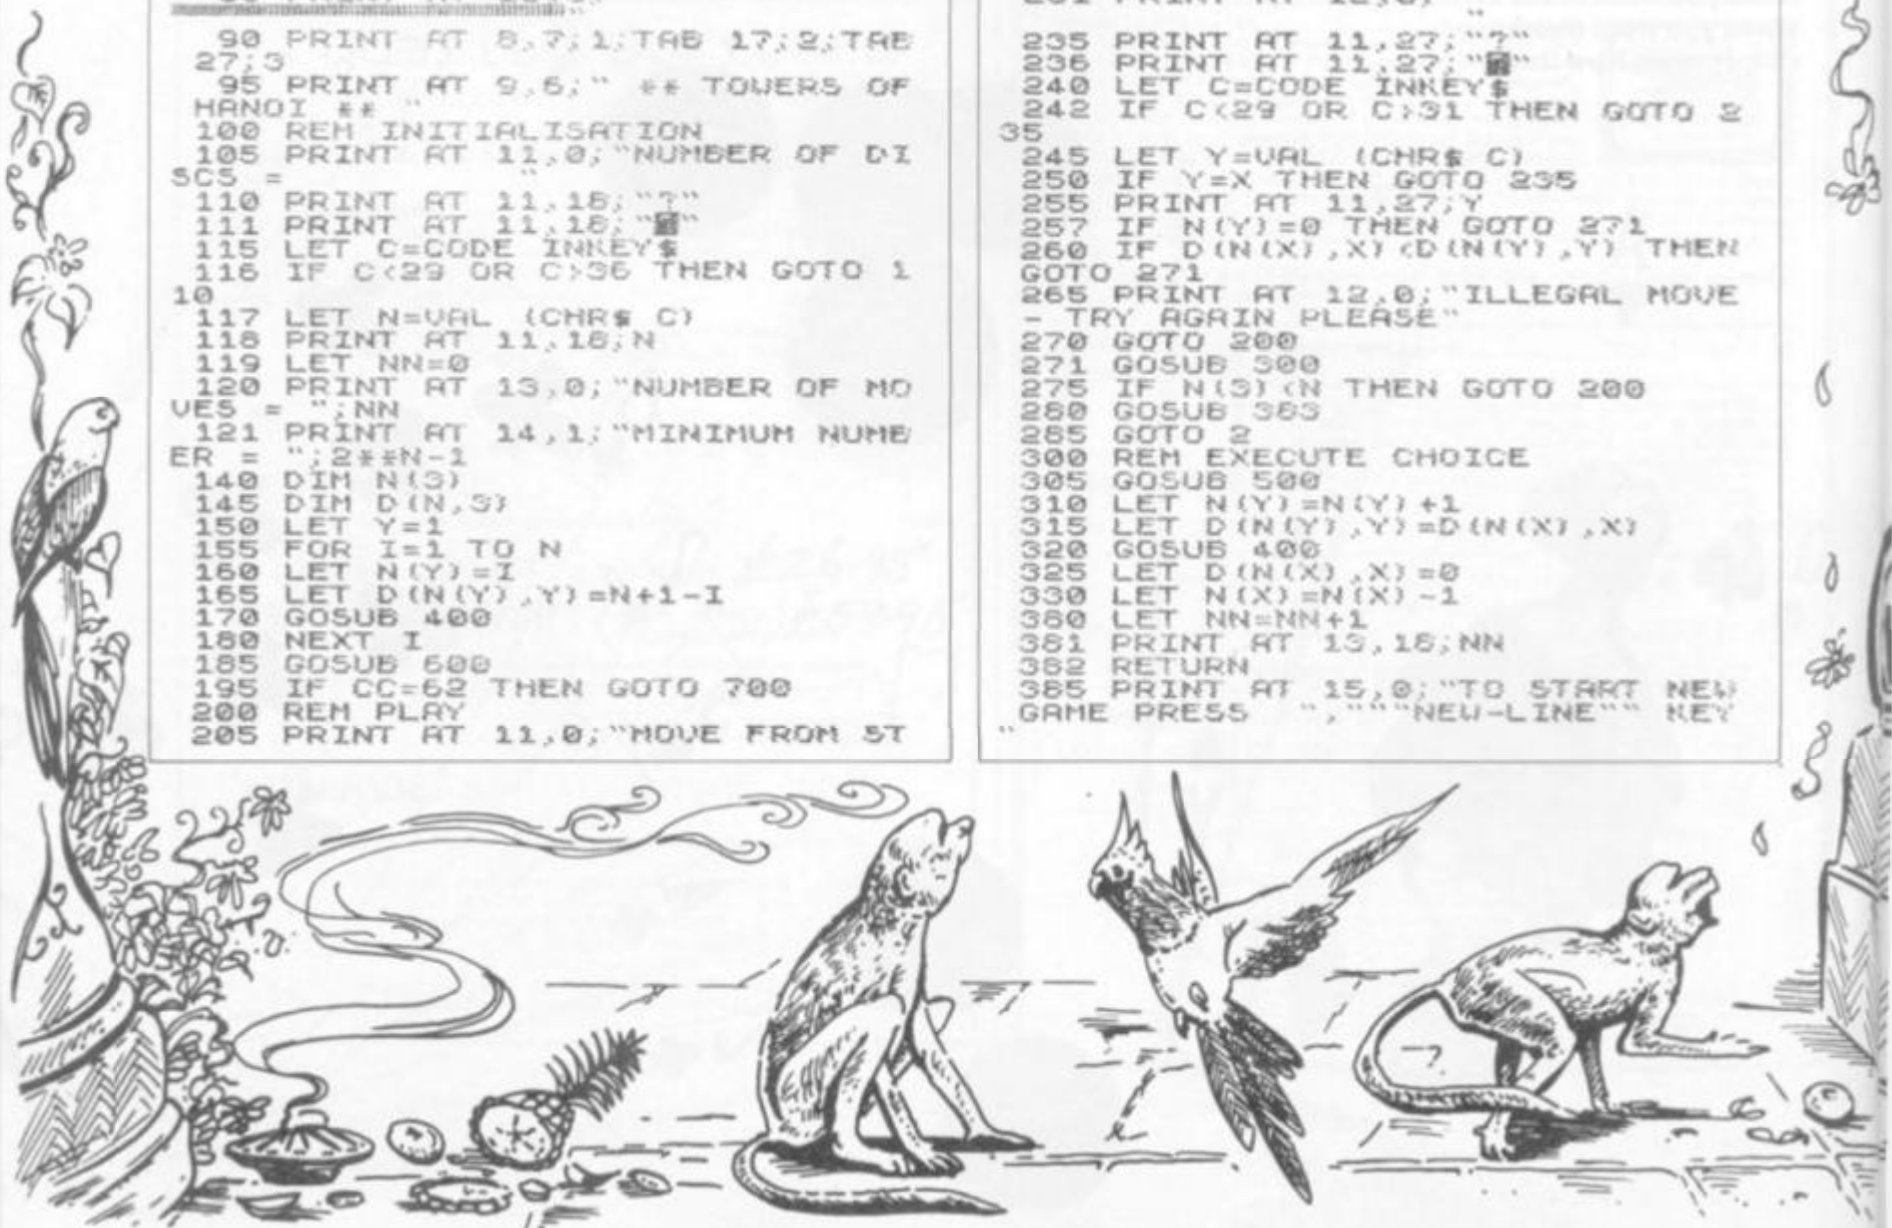 90 PRINT AT 8,7;1;TAB 17;2;TAB
27;3
95 PRINT AT 9,6;" ** TOWERS OF
HANOI ** "
100 REM INITIALISATION
105 PRINT AT 11,0;"NUMBER OF DI
SCS = "
110 PRINT AT 11,18;"?"
111 PRINT AT 11,18;"?"
115 LET C=CODE INKEY$
116 IF C<29 OR C>36 THEN GOTO 1
10
117 LET N=VAL (CHR$ C)
118 PRINT AT 11,18;N
119 LET NN=0
120 PRINT AT 13,0;"NUMBER OF MO
VES = ";NN
121 PRINT AT 14,1;"MINIMUM NUMB
ER = ";2**N-1
140 DIM N(3)
145 DIM D(N,3)
150 LET Y=1
155 FOR I=1 TO N
160 LET N(Y)=I
165 LET D(N(Y),Y)=N+1-I
170 GOSUB 400
180 NEXT I
185 GOSUB 600
195 IF CC=62 THEN GOTO 700
200 REM PLAY
205 PRINT AT 11,0;"MOVE FROM ST
"
235 PRINT AT 11,27;"?"
236 PRINT AT 11,27;"?"
240 LET C=CODE INKEY$
242 IF C<29 OR C>31 THEN GOTO 2
35
245 LET Y=VAL (CHR$ C)
250 IF Y=X THEN GOTO 235
255 PRINT AT 11,27;Y
257 IF N(Y)=0 THEN GOTO 271
260 IF D(N(X),X)<D(N(Y),Y) THEN
GOTO 271
265 PRINT AT 12,0;"ILLEGAL MOVE
- TRY AGAIN PLEASE"
270 GOTO 200
271 GOSUB 300
275 IF N(3)<N THEN GOTO 200
280 GOSUB 383
285 GOTO 2
300 REM EXECUTE CHOICE
305 GOSUB 500
310 LET N(Y)=N(Y)+1
315 LET D(N(Y),Y)=D(N(X),X)
320 GOSUB 400
325 LET D(N(X),X)=0
330 LET N(X)=N(X)-1
380 LET NN=NN+1
381 PRINT AT 13,18;NN
382 RETURN
385 PRINT AT 15,0;"TO START NEW
GAME PRESS ",","""NEW-LINE"" KEY
"